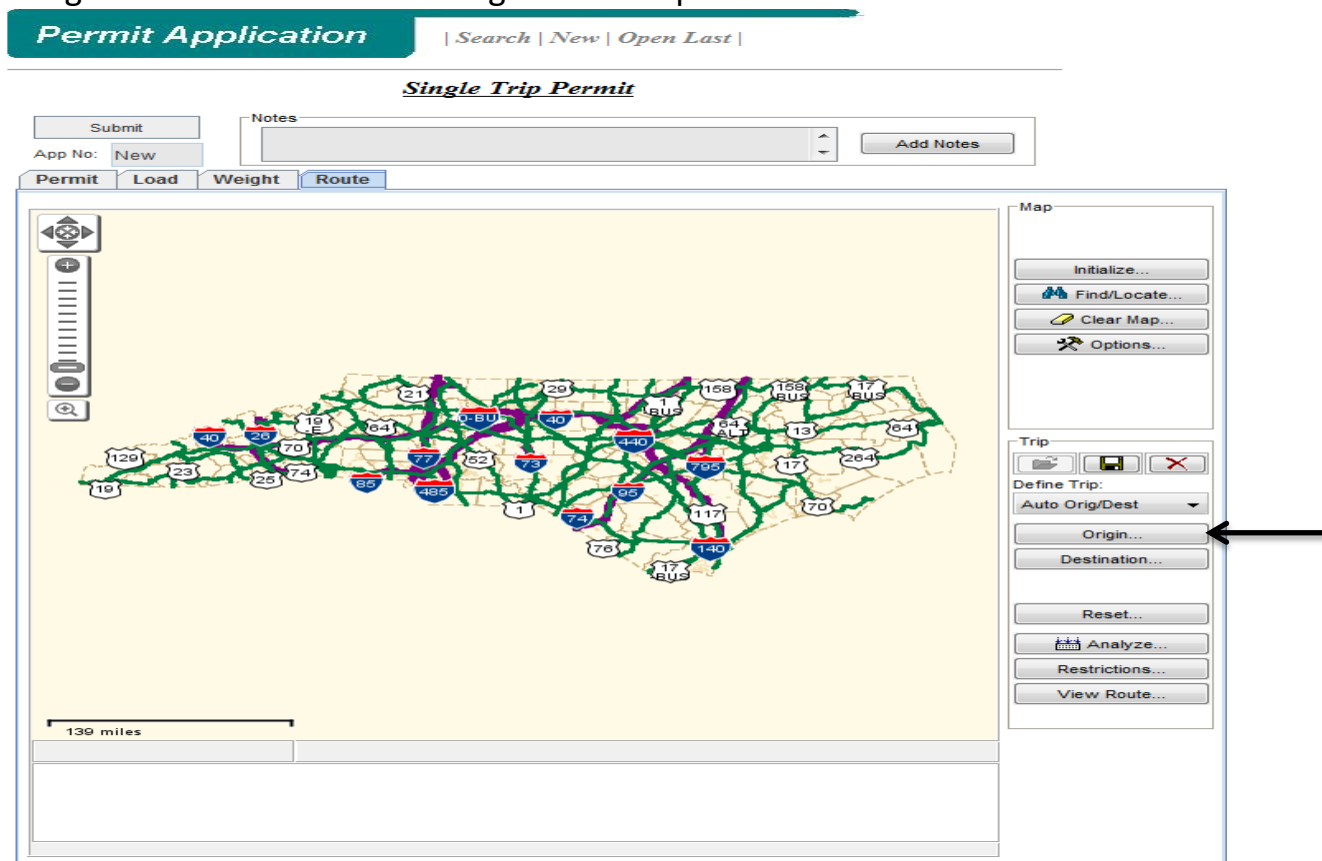 Permit Application
| Search | New | Open Last |
Single Trip Permit
Submit
Notes
Add Notes
App No: New
Permit Load Weight Route
Map
Initialize...
Find/Locate...
Clear Map...
Options...
21
29
158
158 BUS
17 BUS
1 BUS
40
64 ALT
19 E
64
40
26
440
13
64
129
70
77
52
73
795
17
264
23
25
74
19
85
485
95
1
74
117
70
76
140
17 BUS
139 miles
Trip
Define Trip:
Auto Orig/Dest
Origin...
Destination...
Reset...
Analyze...
Restrictions...
View Route...